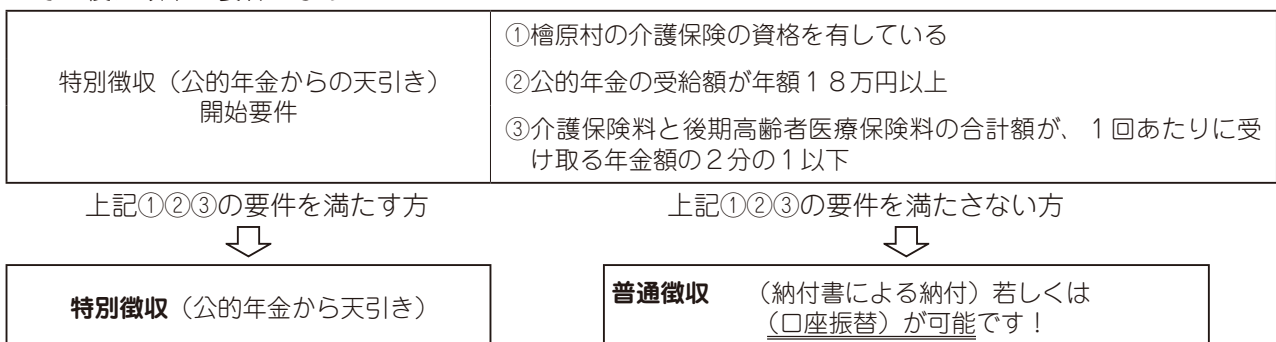 特別徴収（公的年金からの天引き）
開始要件
①檜原村の介護保険の資格を有している
②公的年金の受給額が年額１８万円以上
③介護保険料と後期高齢者医療保険料の合計額が、１回あたりに受
け取る年金額の２分の１以下
上記①②③の要件を満たす方
上記①②③の要件を満たさない方
特別徴収（公的年金から天引き）
普通徴収　（納付書による納付）若しくは
（口座振替）が可能です！